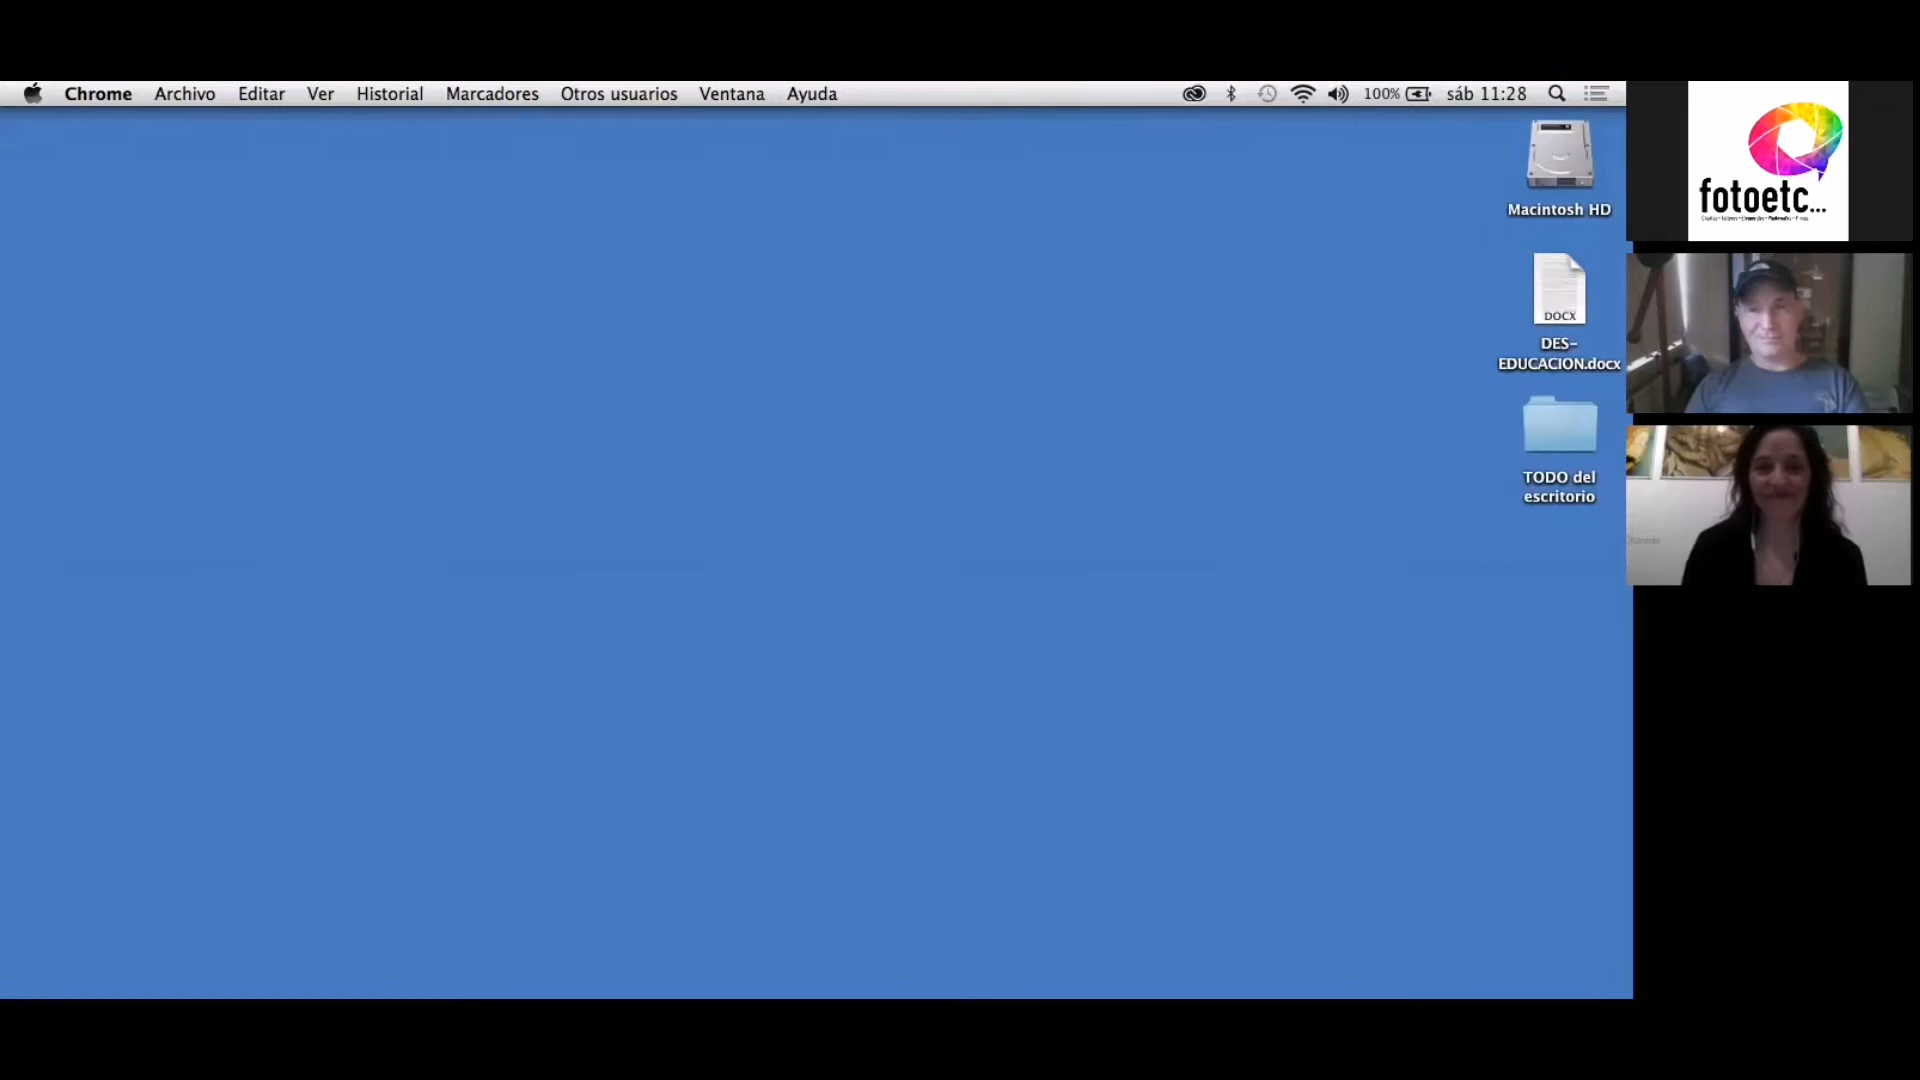 Chrome Archivo Editar Ver Historial Marcadores Otros usuarios Ventana Ayuda 100% sáb 11:28
Macintosh HD
DOCX
DES-
EDUCACION.docx
TODO del
escritorio
fotoetc...